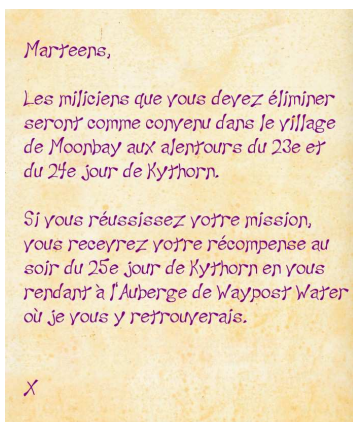 Marteens,
Les miliciens que vous devez éliminer
seront comme convenu dans le village
de Moonbay aux alentours du 23e et
du 24e jour de Kythorn.
Si vous réussissez votre mission,
vous recevrez votre récompense au
soir du 25e jour de Kythorn en vous
rendant à l'Auberge de Waypost Water
où je vous y retrouverais.
X